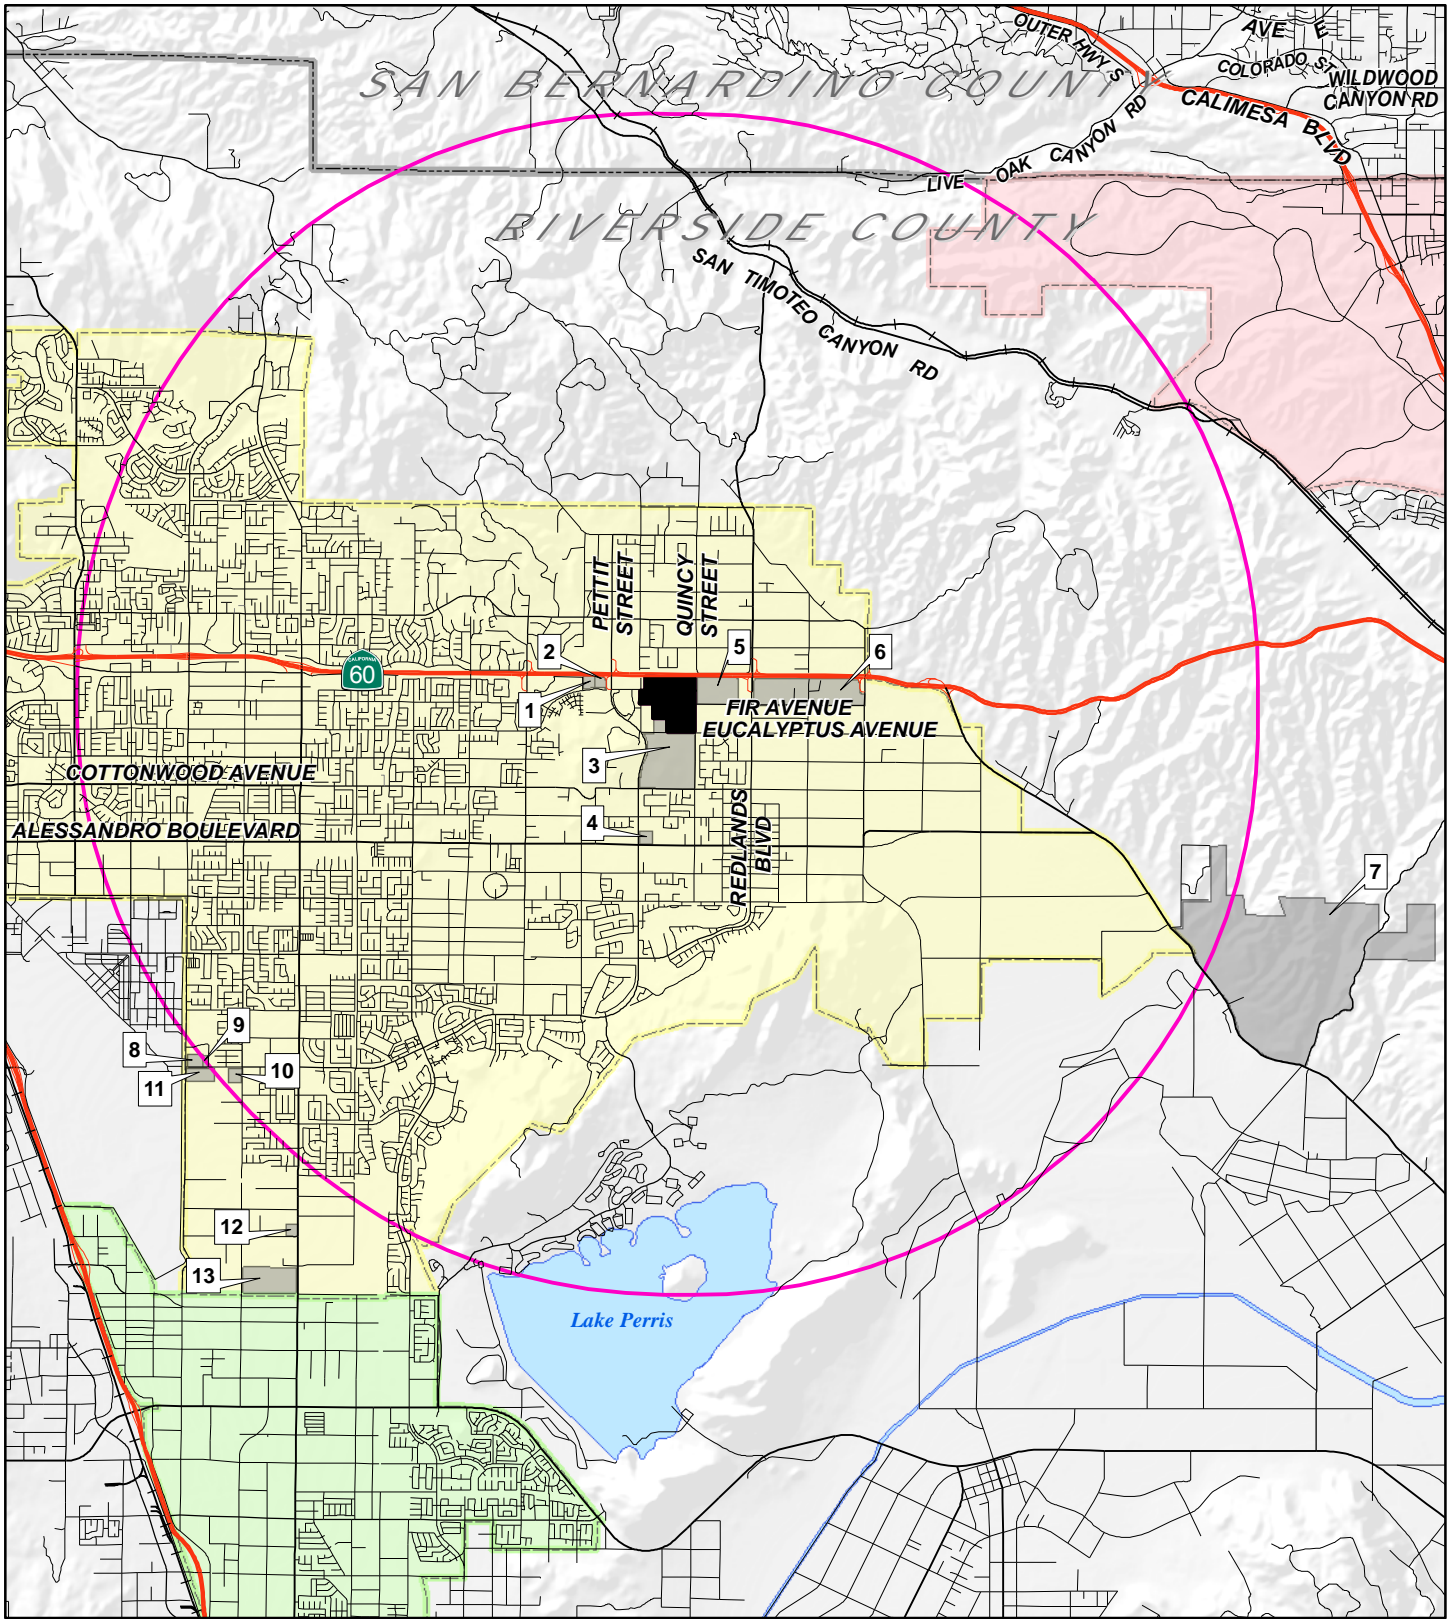 OUTER HWY S
AVE E
COLORADO ST
WILDWOOD
CANYON RD
SAN BERNARDINO COUNTY
CALIMESA BLVD
LIVE OAK CANYON RD
RIVERSIDE COUNTY
SAN TIMOTEO CANYON RD
PETTIT
STREET
QUINCY
STREET
CALIFORNIA
60
2
5
6
1
FIR AVENUE
EUCALYPTUS AVENUE
3
COTTONWOOD AVENUE
4
ALESSANDRO BOULEVARD
REDLANDS
BLVD
7
9
8
10
11
12
13
Lake Perris